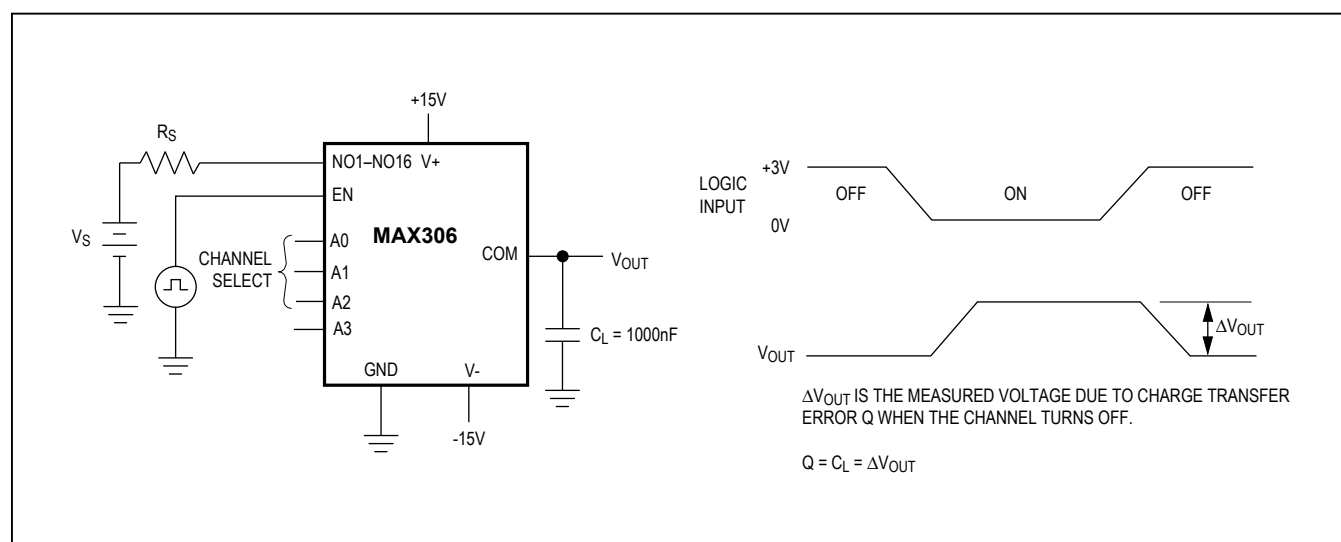 +15V
RS
NO1–NO16 V+
EN
VS
MAX306
A0
CHANNEL
SELECT
A1
A2
A3
COM
VOUT
CL = 1000nF
GND
V-
-15V
LOGIC
INPUT
+3V
0V
OFF
ON
OFF
VOUT
ΔVOUT
ΔVOUT IS THE MEASURED VOLTAGE DUE TO CHARGE TRANSFER
ERROR Q WHEN THE CHANNEL TURNS OFF.
Q = CL = ΔVOUT